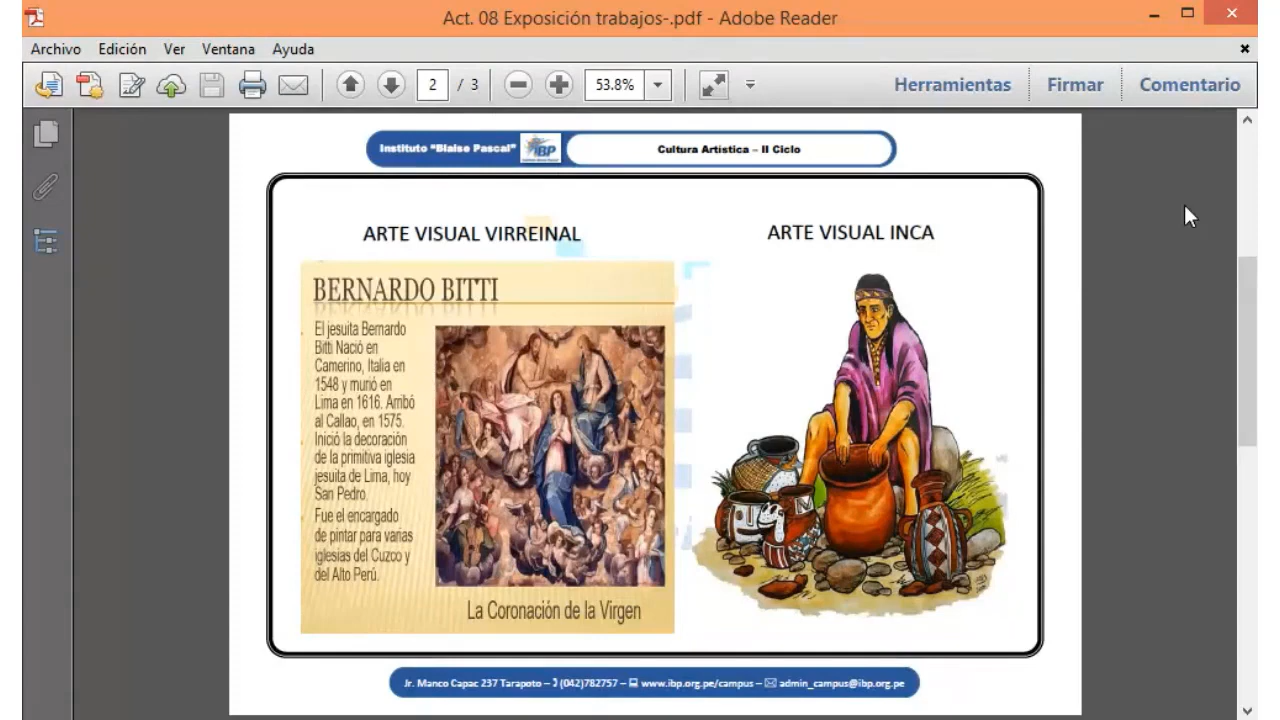 Act. 08 Exposición trabajos-.pdf - Adobe Reader
Archivo Edición Ver Ventana Ayuda
2 / 3 53.8% Herramientas Firmar Comentario
Instituto "Blaise Pascal" IBP Cultura Artística – II Ciclo
ARTE VISUAL VIRREINAL
ARTE VISUAL INCA
BERNARDO BITTI
El jesuita Bernardo
Bitti Nació en
Camerino, Italia en
1548 y murió en
Lima en 1616. Arribó
al Callao, en 1575.
Inició la decoración
de la primitiva iglesia
jesuita de Lima, hoy
San Pedro.
Fue el encargado
de pintar para varias
iglesias del Cuzco y
del Alto Perú.
La Coronación de la Virgen
Jr. Manco Capac 237 Tarapoto – (042)782757 – www.ibp.org.pe/campus – admin_campus@ibp.org.pe